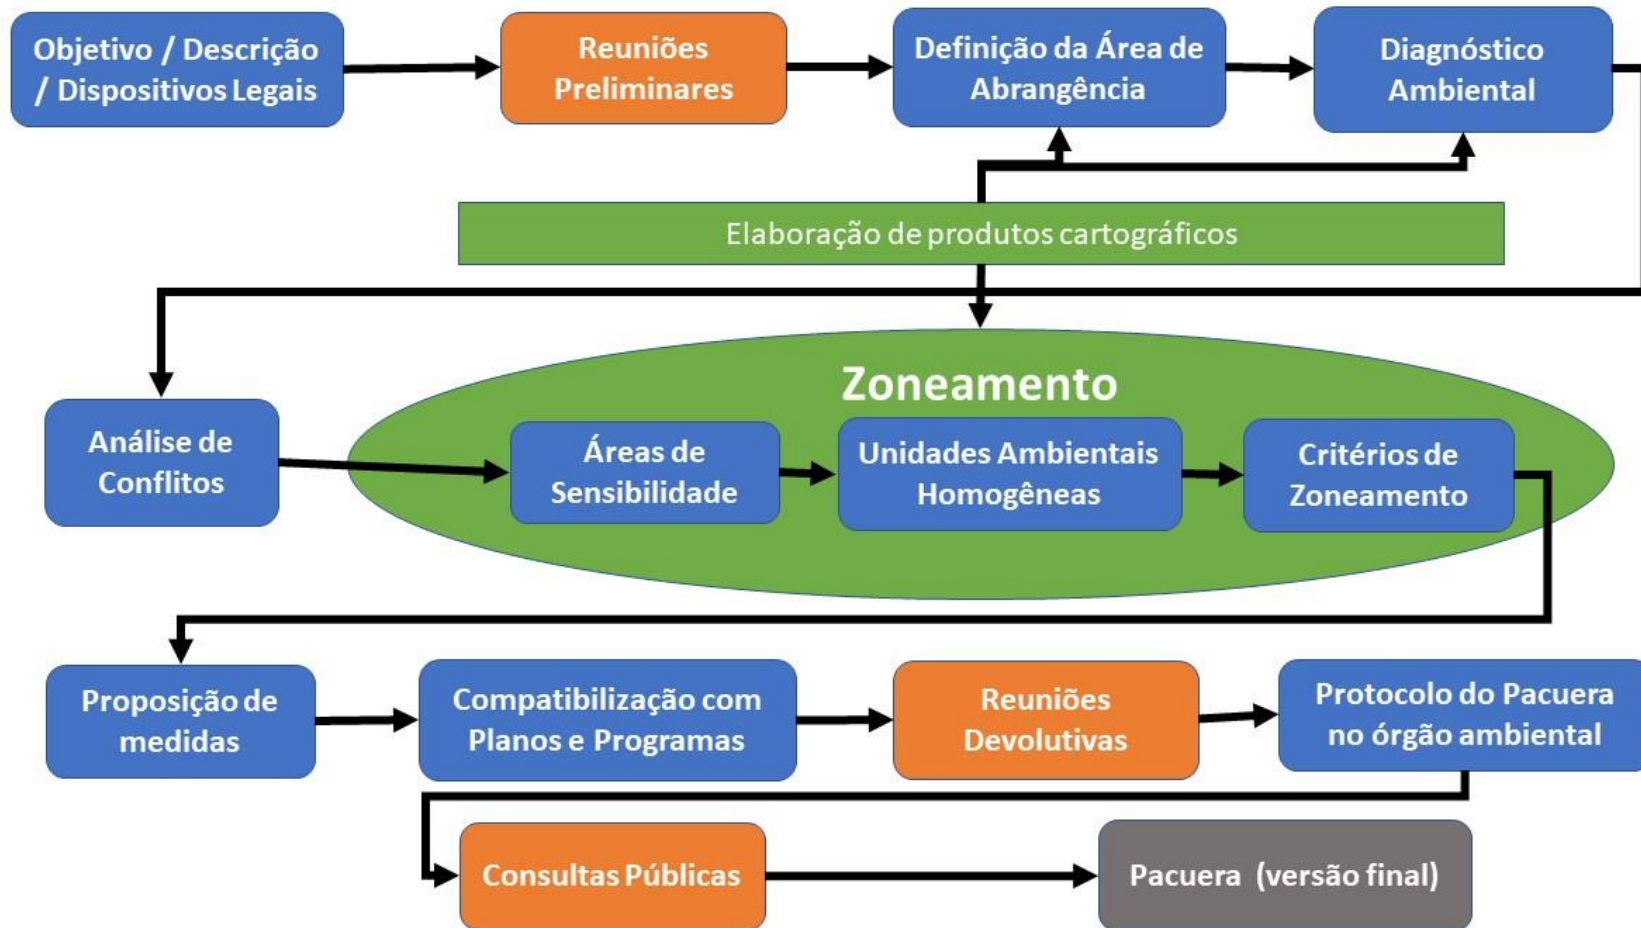 Objetivo / Descrição
/ Dispositivos Legais
Reuniões
Preliminares
Definição da Área de
Abrangência
Diagnóstico
Ambiental
Elaboração de produtos cartográficos
Zoneamento
Análise de
Conflitos
Áreas de
Sensibilidade
Unidades Ambientais
Homogêneas
Critérios de
Zoneamento
Proposição de
medidas
Compatibilização com
Planos e Programas
Reuniões
Devolutivas
Protocolo do Pacuera
no órgão ambiental
Consultas Públicas
Pacuera (versão final)